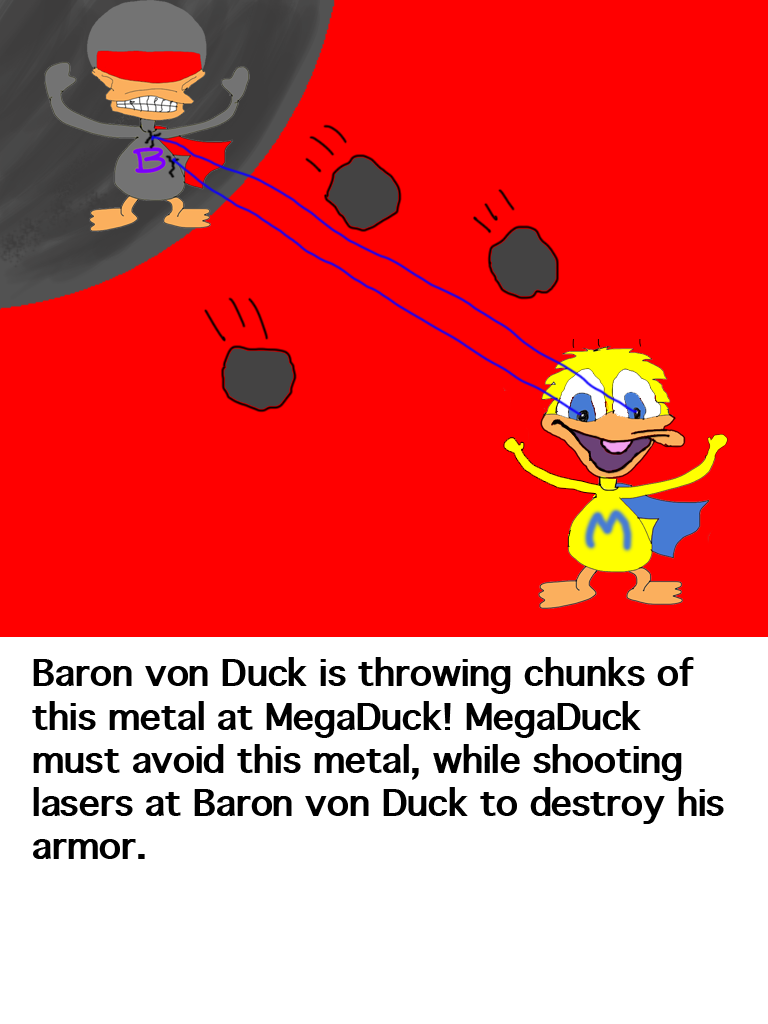 B
M
Baron von Duck is throwing chunks of
this metal at MegaDuck! MegaDuck
must avoid this metal, while shooting
lasers at Baron von Duck to destroy his
armor.